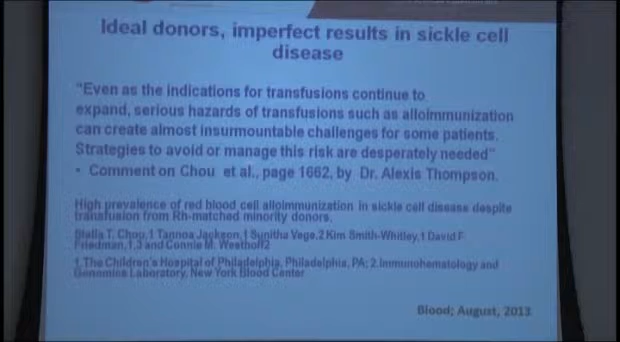 Ideal donors, imperfect results in sickle cell
disease
"Even as the indications for transfusions continue to
expand, serious hazards of transfusions such as alloimmunization
can create almost insurmountable challenges for some patients.
Strategies to avoid or manage this risk are desperately needed"
• Comment on Chou et al., page 1662, by Dr. Alexis Thompson.
High prevalence of red blood cell alloimmunization in sickle cell disease despite
transfusion from Rh-matched minority donors.
Stella T. Chou,1 Tannoa Jackson,1 Sunitha Vege,2 Kim Smith-Whitley,1 David F.
Friedman,1,3 and Connie M. Westhoff2
1.The Children's Hospital of Philadelphia, Philadelphia, PA; 2.Immunohematology and
Genomics Laboratory, New York Blood Center
Blood; August, 2013